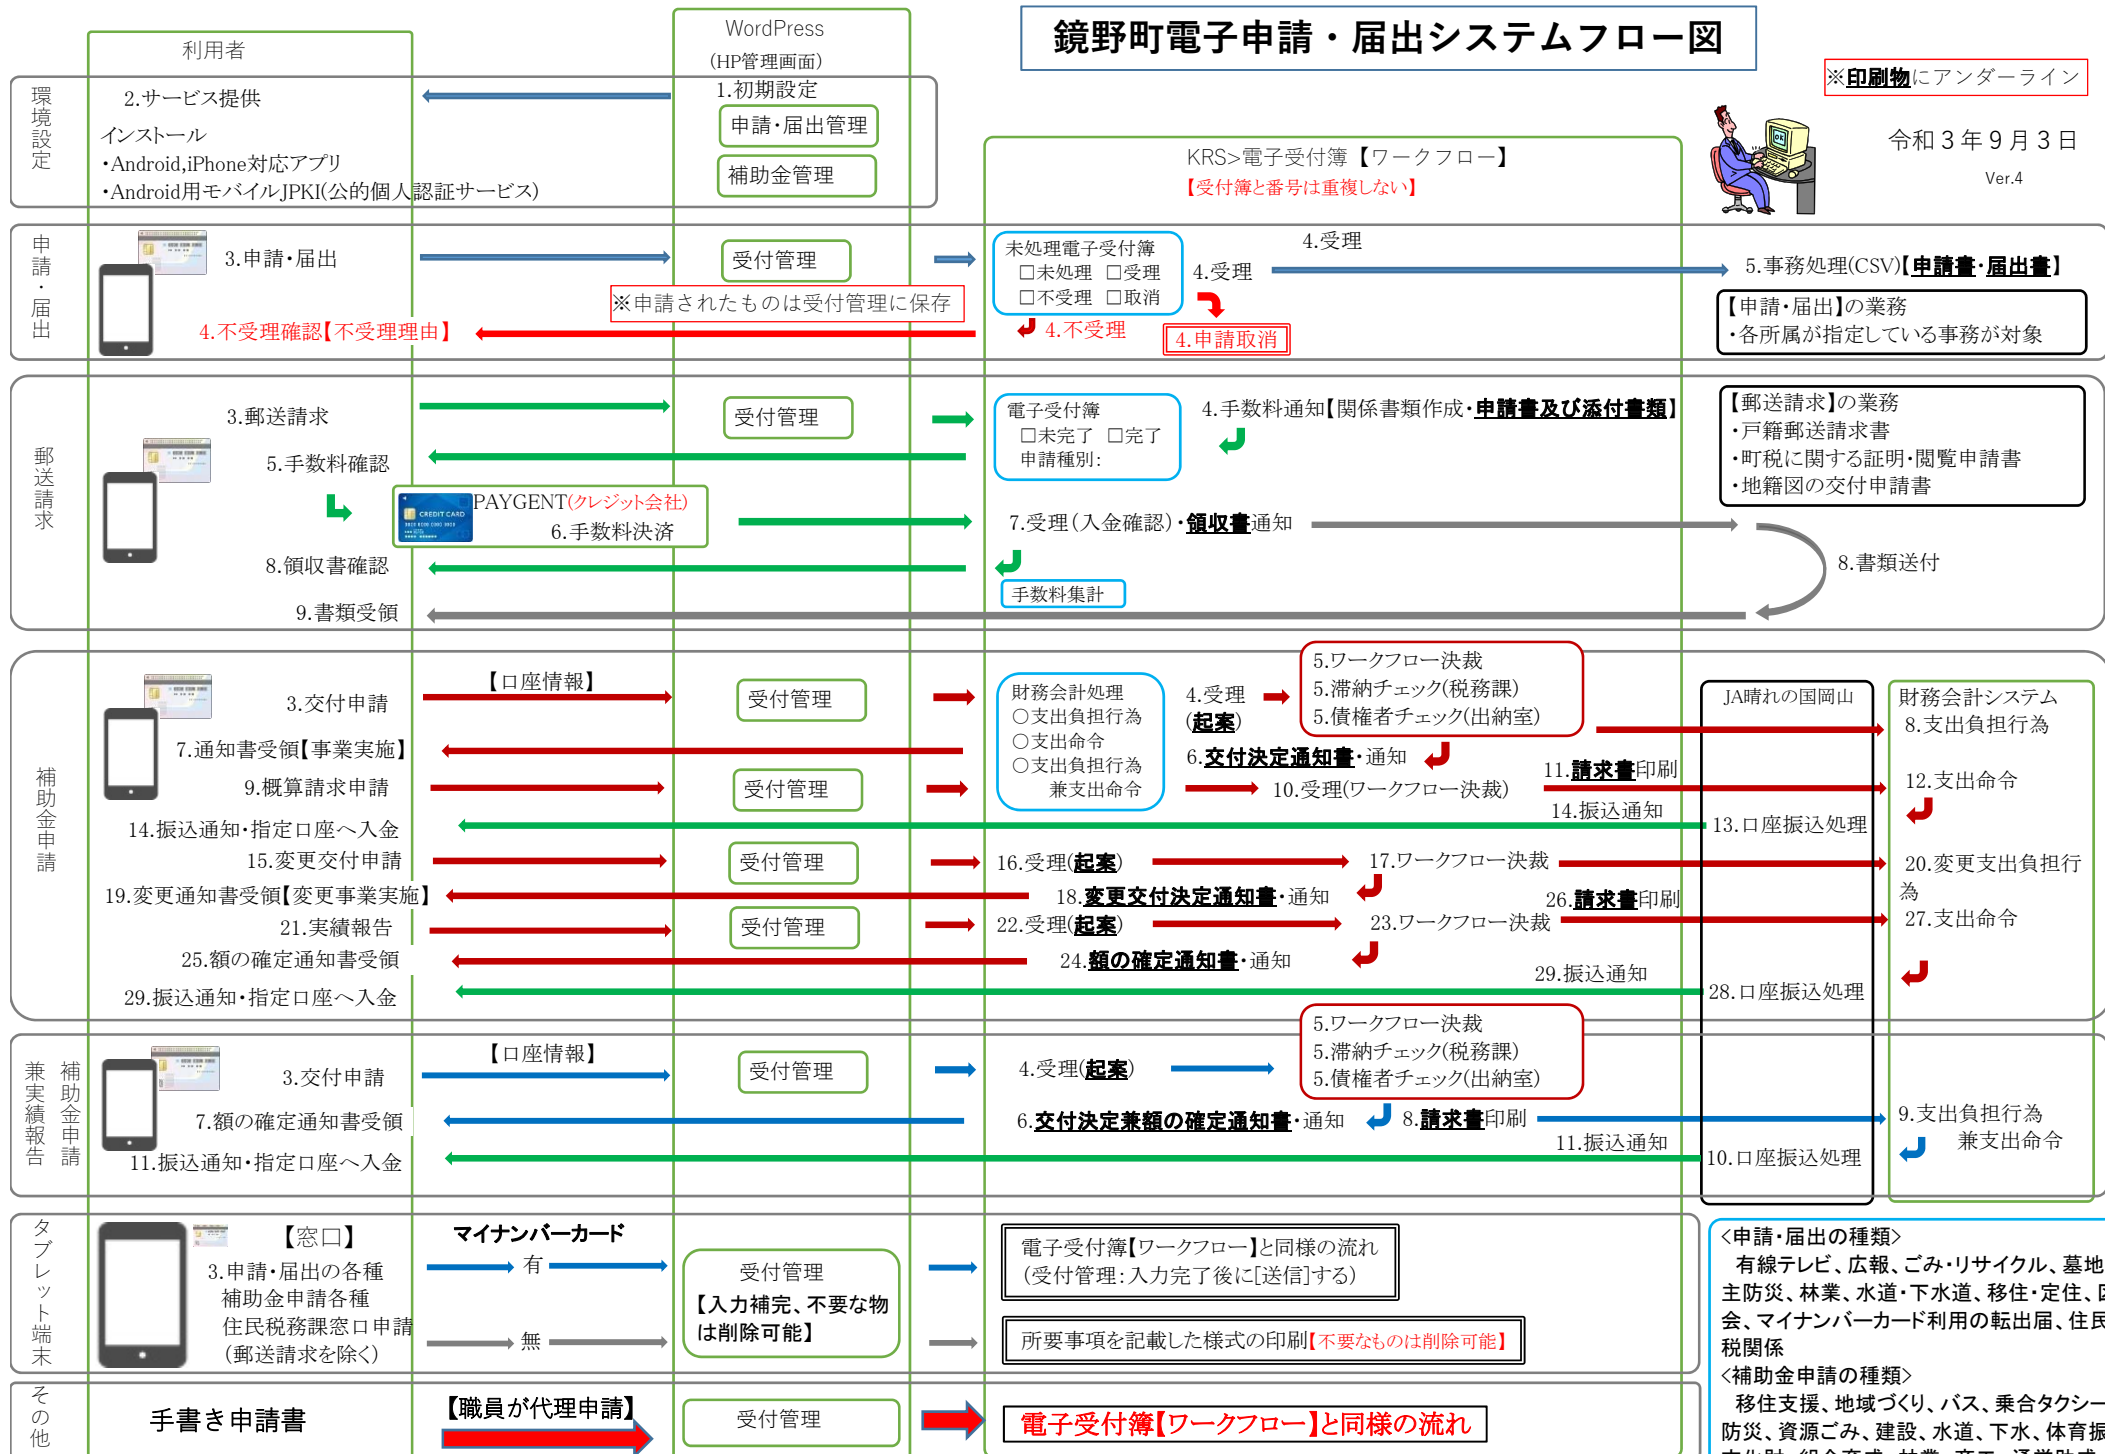 鏡野町電子申請・届出システムフロー図
※印刷物にアンダーライン
令和３年９月３日
Ver.4
利用者
WordPress
(HP管理画面)
KRS>電子受付簿【ワークフロー】
【受付簿と番号は重複しない】
環境設定
2.サービス提供
1.初期設定
申請・届出管理
補助金管理
インストール
・Android,iPhone対応アプリ
・Android用モバイルJPKI(公的個人認証サービス)
申請・届出
3.申請・届出
受付管理
※申請されたものは受付管理に保存
未処理電子受付簿
□未処理 □受理
□不受理 □取消
4.受理
4.受理
4.不受理
4.申請取消
4.不受理確認【不受理理由】
5.事務処理(CSV)【申請書・届出書】
【申請・届出】の業務
・各所属が指定している事務が対象
郵送請求
3.郵送請求
受付管理
電子受付簿
□未完了 □完了
申請種別：
4.手数料通知【関係書類作成・申請書及び添付書類】
【郵送請求】の業務
・戸籍郵送請求書
・町税に関する証明・閲覧申請書
・地籍図の交付申請書
5.手数料確認
CREDIT CARD
PAYGENT(クレジット会社)
6.手数料決済
7.受理（入金確認）・領収書通知
8.領収書確認
手数料集計
8.書類送付
9.書類受領
補助金申請
3.交付申請
【口座情報】
受付管理
財務会計処理
○支出負担行為
○支出命令
○支出負担行為
兼支出命令
4.受理
(起案)
5.ワークフロー決裁
5.滞納チェック(税務課)
5.債権者チェック(出納室)
JA晴れの国岡山
財務会計システム
8.支出負担行為
7.通知書受領【事業実施】
6.交付決定通知書・通知
9.概算請求申請
受付管理
10.受理(ワークフロー決裁)
11.請求書印刷
12.支出命令
14.振込通知・指定口座へ入金
14.振込通知
13.口座振込処理
15.変更交付申請
受付管理
16.受理(起案)
17.ワークフロー決裁
20.変更支出負担行
為
19.変更通知書受領【変更事業実施】
18.変更交付決定通知書・通知
26.請求書印刷
21.実績報告
受付管理
22.受理(起案)
23.ワークフロー決裁
27.支出命令
25.額の確定通知書受領
24.額の確定通知書・通知
29.振込通知・指定口座へ入金
29.振込通知
28.口座振込処理
補助金申請
兼実績報告
3.交付申請
【口座情報】
受付管理
4.受理(起案)
5.ワークフロー決裁
5.滞納チェック(税務課)
5.債権者チェック(出納室)
7.額の確定通知書受領
6.交付決定兼額の確定通知書・通知
8.請求書印刷
9.支出負担行為
兼支出命令
11.振込通知・指定口座へ入金
11.振込通知
10.口座振込処理
タブレット端末
【窓口】
3.申請・届出の各種
補助金申請各種
住民税務課窓口申請
(郵送請求を除く)
マイナンバーカード
有
無
受付管理
【入力補完、不要な物
は削除可能】
電子受付簿【ワークフロー】と同様の流れ
（受付管理：入力完了後に[送信]する）
所要事項を記載した様式の印刷【不要なものは削除可能】
その他
手書き申請書
【職員が代理申請】
受付管理
電子受付簿【ワークフロー】と同様の流れ
<申請・届出の種類>
有線テレビ、広報、ごみ・リサイクル、墓地
主防災、林業、水道・下水道、移住・定住、
会、マイナンバーカード利用の転出届、住民
税関係
<補助金申請の種類>
移住支援、地域づくり、バス、乗合タクシー
防災、資源ごみ、建設、水道、下水、体育振